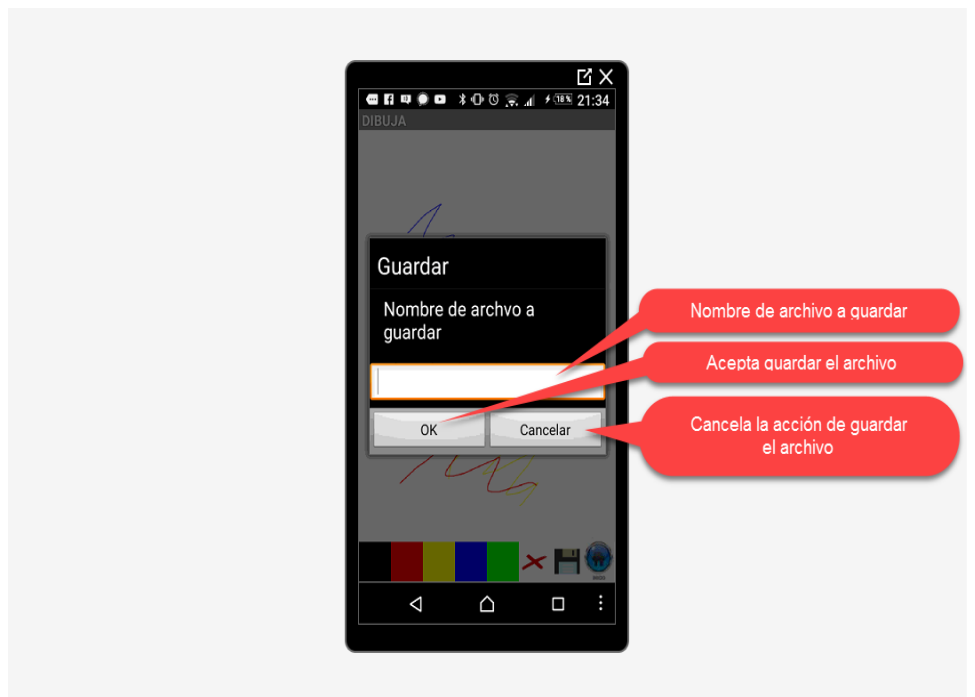 18%
21:34
DIBUJA
Guardar
Nombre de archvo a
guardar
OK
Cancelar
Nombre de archivo a guardar
Acepta guardar el archivo
Cancela la acción de guardar
el archivo